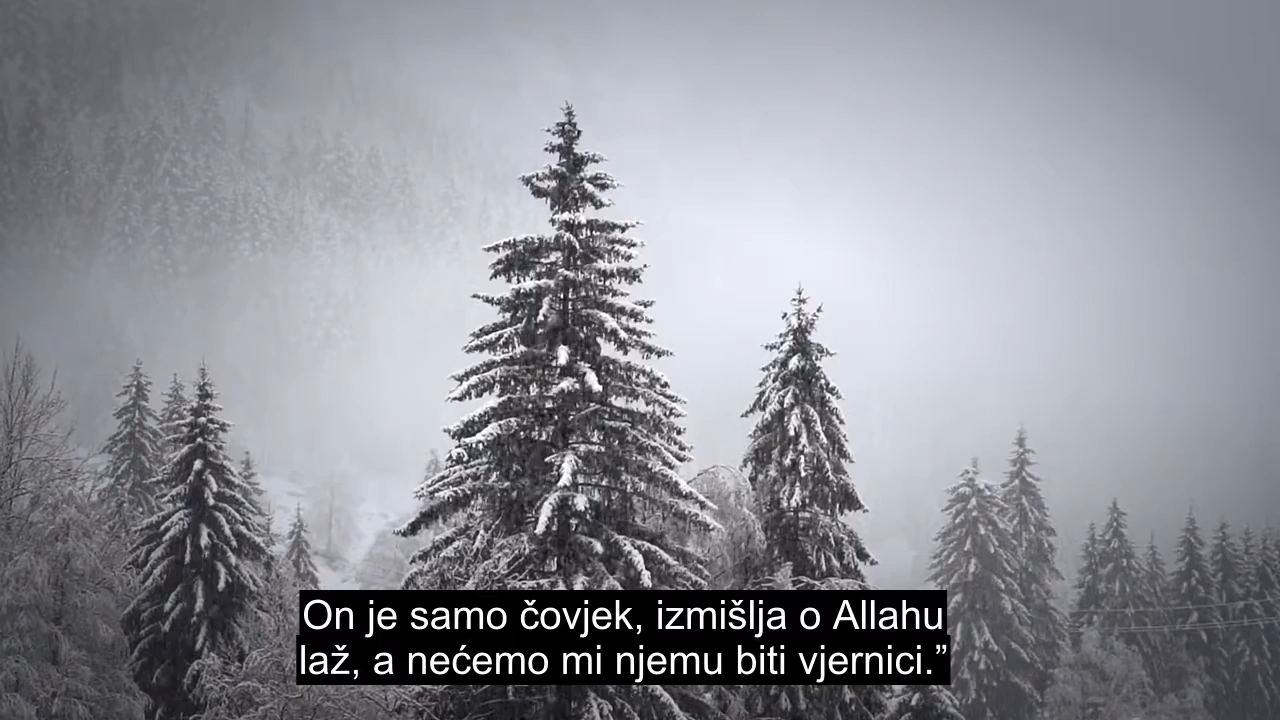 On je samo čovjek, izmišlja o Allahu
laž, a nećemo mi njemu biti vjernici.”